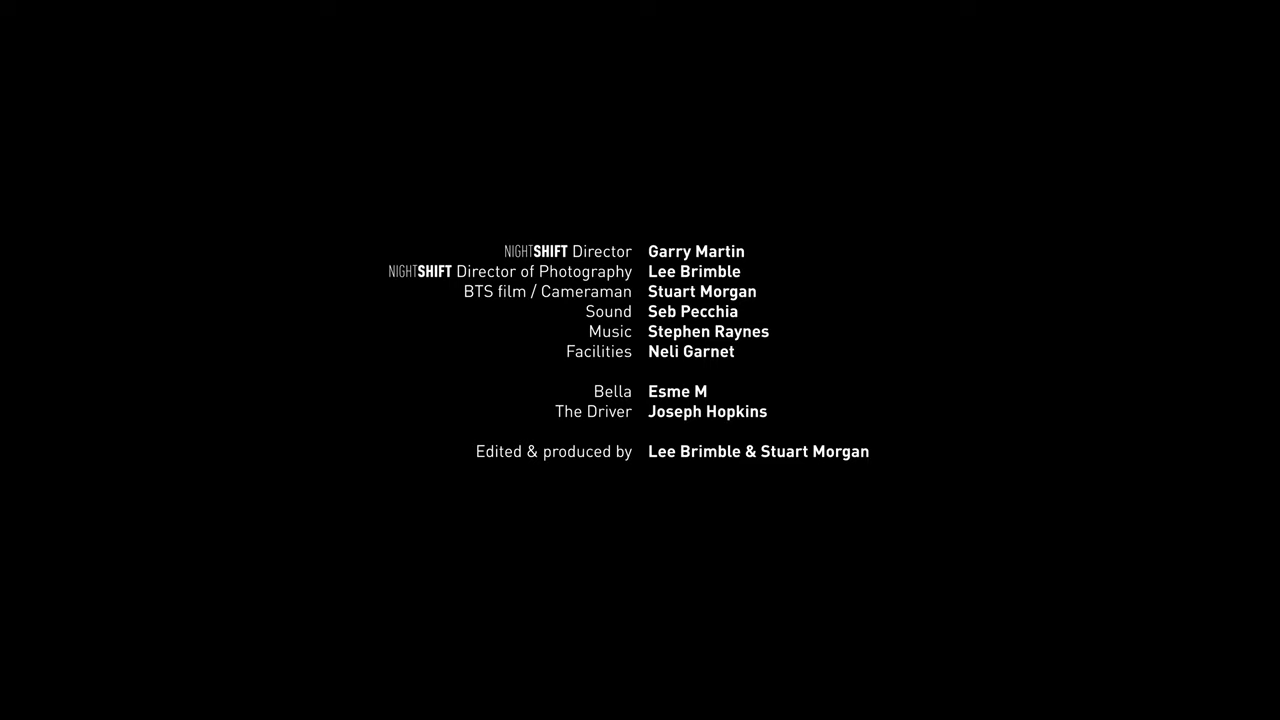 NIGHTSHIFT Director Garry Martin
NIGHTSHIFT Director of Photography Lee Brimble
BTS film / Cameraman Stuart Morgan
Sound Seb Pecchia
Music Stephen Raynes
Facilities Neli Garnet
Bella Esme M
The Driver Joseph Hopkins
Edited & produced by Lee Brimble & Stuart Morgan